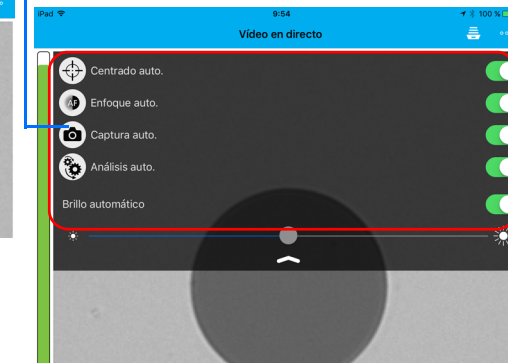 iPad 9:54 100 %
Vídeo en directo
Centrado auto.
AF Enfoque auto.
Captura auto.
Análisis auto.
Brillo automático